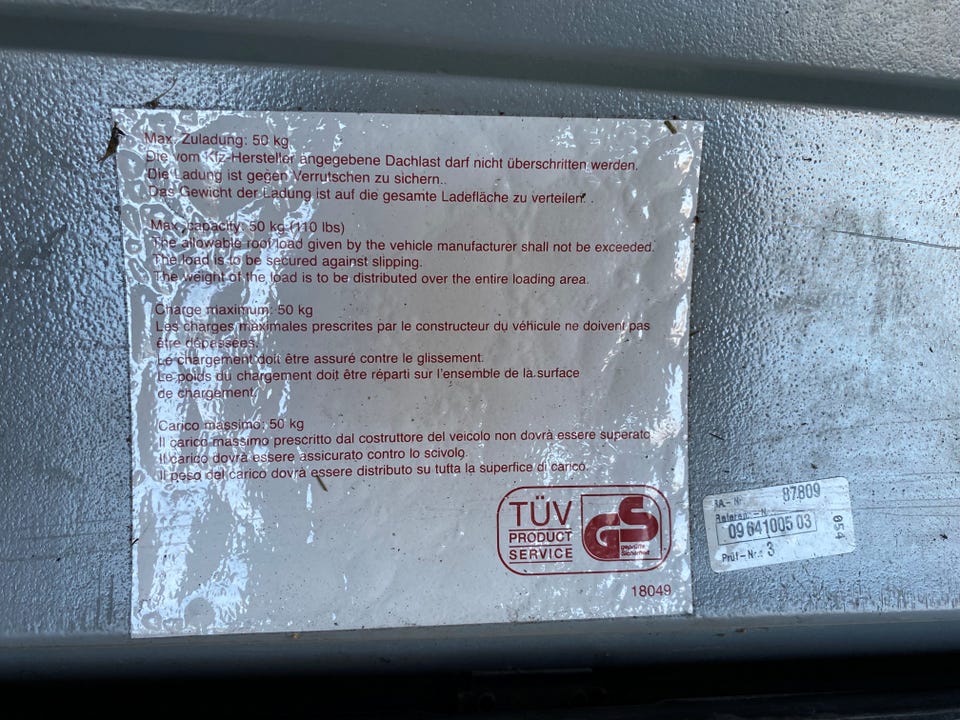 Max. Zuladung: 50 kg
Die vom Kfz-Hersteller angegebene Dachlast darf nicht überschritten werden.
Die Ladung ist gegen Verrutschen zu sichern.
Das Gewicht der Ladung ist auf die gesamte Ladefläche zu verteilen.
Max. capacity: 50 kg (110 lbs)
The allowable roof load given by the vehicle manufacturer shall not be exceeded.
The load is to be secured against slipping.
The weight of the load is to be distributed over the entire loading area.
Charge maximum: 50 kg
Les charges maximales prescrites par le constructeur du véhicule ne doivent pas
être dépassées.
Le chargement doit être assuré contre le glissement.
Le poids du chargement doit être réparti sur l'ensemble de la surface
de chargement.
Carico massimo: 50 kg
Il carico massimo prescritto dal costruttore del veicolo non dovrà essere superato
Il carico dovrà essere assicurato contro lo scivolo.
Il peso del carico dovrà essere distributo su tutta la superfice di carico.
TÜV
PRODUCT
SERVICE
GS
geprüfte
Sicherheit
18049
87809
09 641005 03
054
Prüf-Nr.: 3